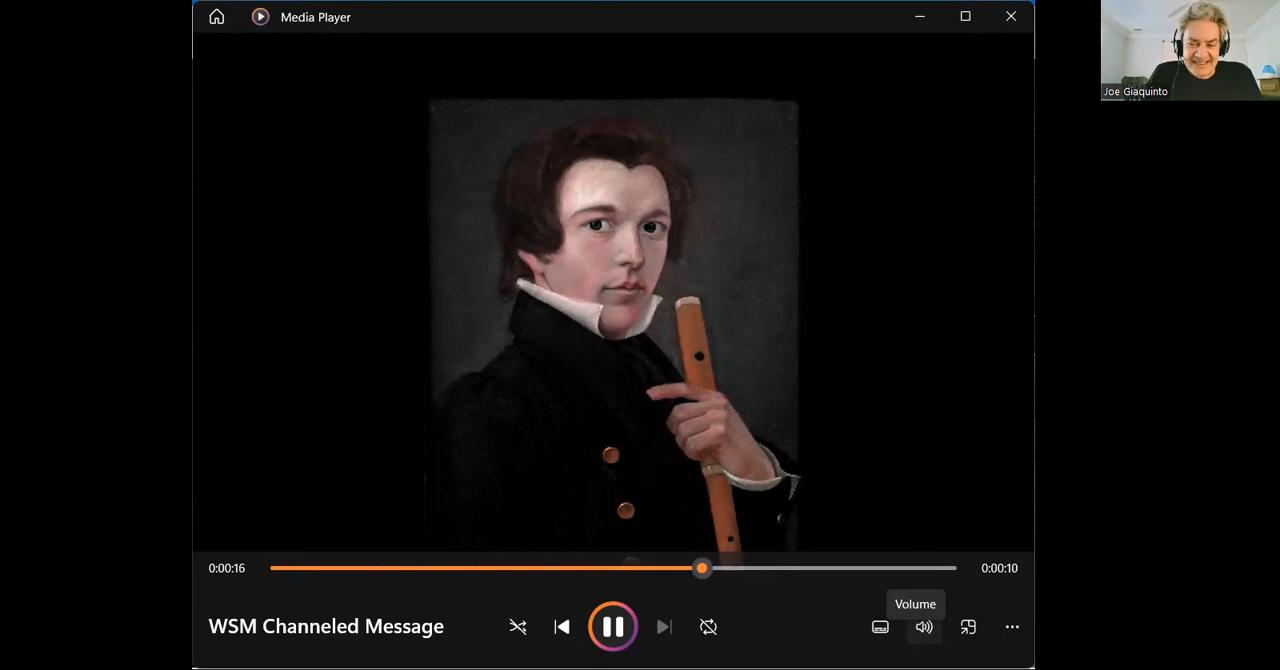 Media Player
Joe Giaquinto
0:00:16
0:00:10
Volume
WSM Channeled Message